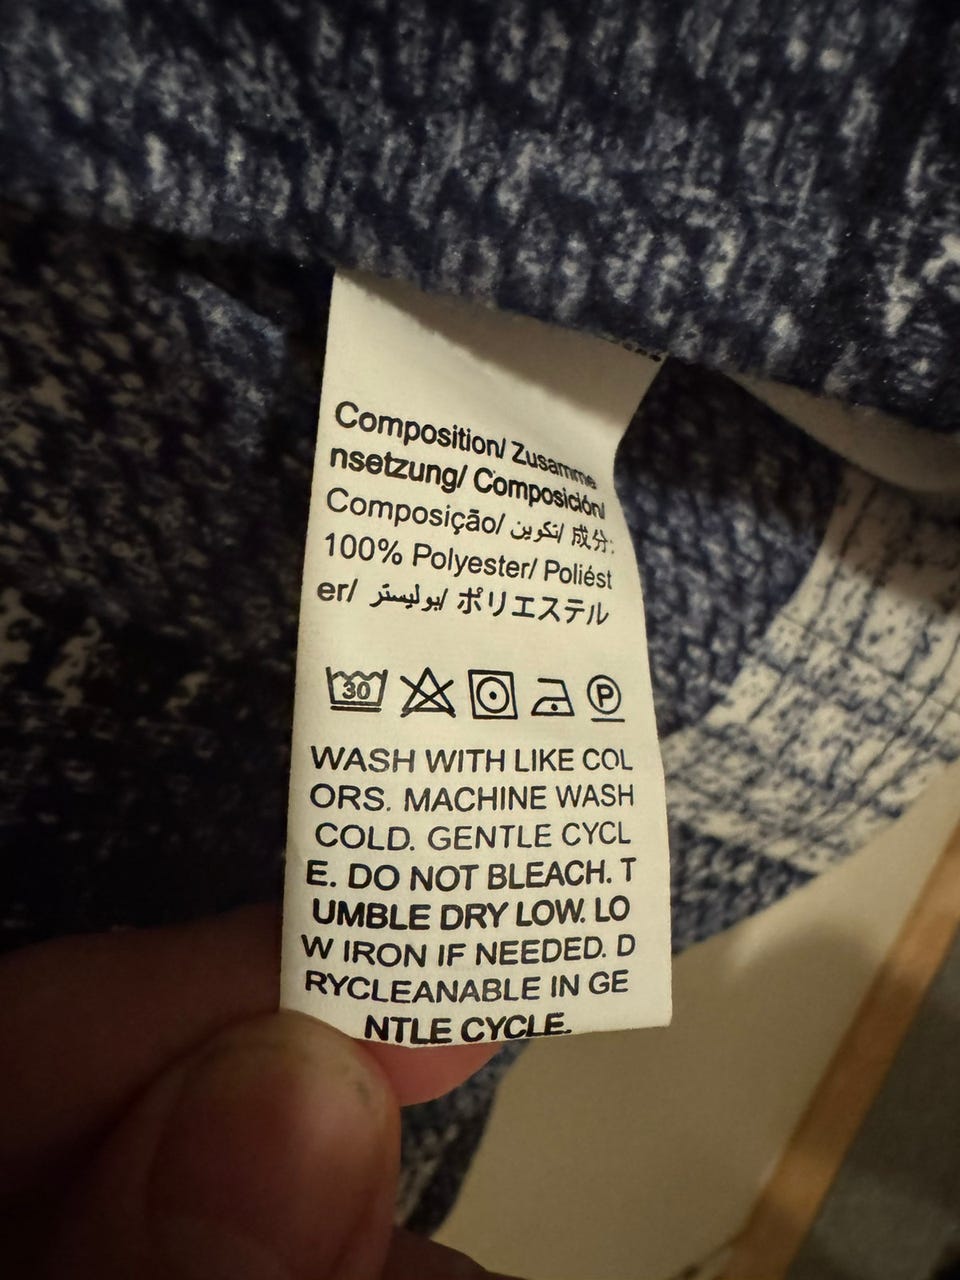 Composition/ Zusamme
nsetzung/ Composición/
Composição/ تكوين/ 成分:
100% Polyester/ Poliést
er/ بوليستر/ ポリエステル
30 P
WASH WITH LIKE COL
ORS. MACHINE WASH
COLD. GENTLE CYCL
E. DO NOT BLEACH. T
UMBLE DRY LOW. LO
W IRON IF NEEDED. D
RYCLEANABLE IN GE
NTLE CYCLE.